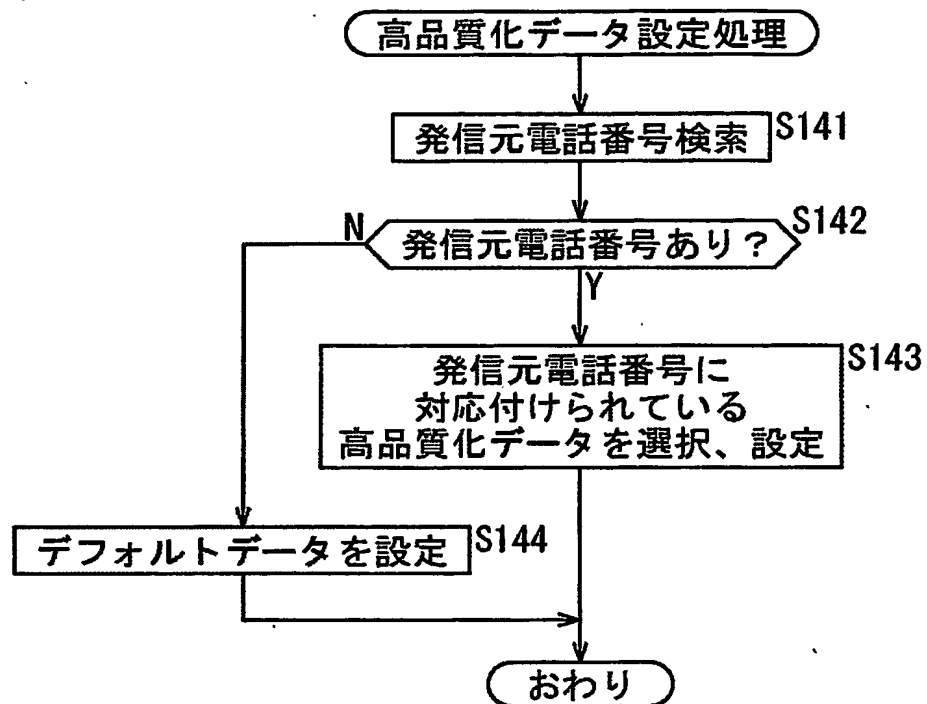 高品質化データ設定処理
発信元電話番号検索 S141
N 発信元電話番号あり？ S142
Y
発信元電話番号に S143
対応付けられている
高品質化データを選択、設定
デフォルトデータを設定 S144
おわり